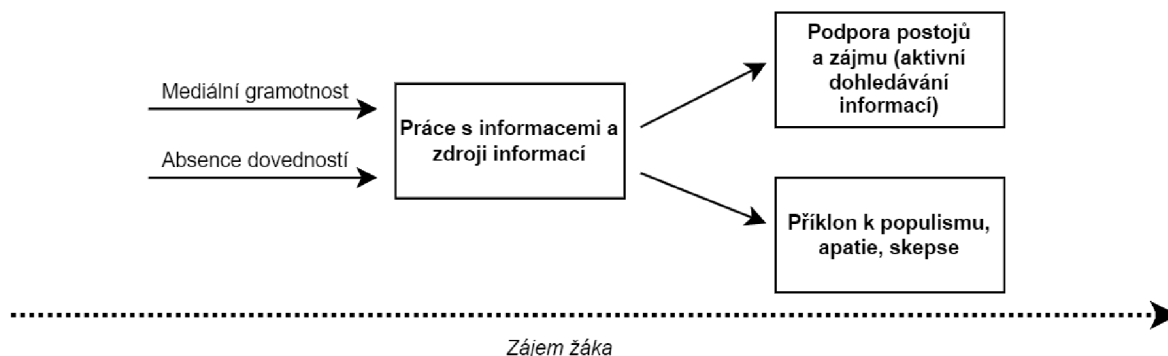 Mediální gramotnost
Absence dovedností
Práce s informacemi a
zdroji informací
Podpora postojů
a zájmu (aktivní
dohledávání
informací)
Příklon k populismu,
apatie, skepse
Zájem žáka